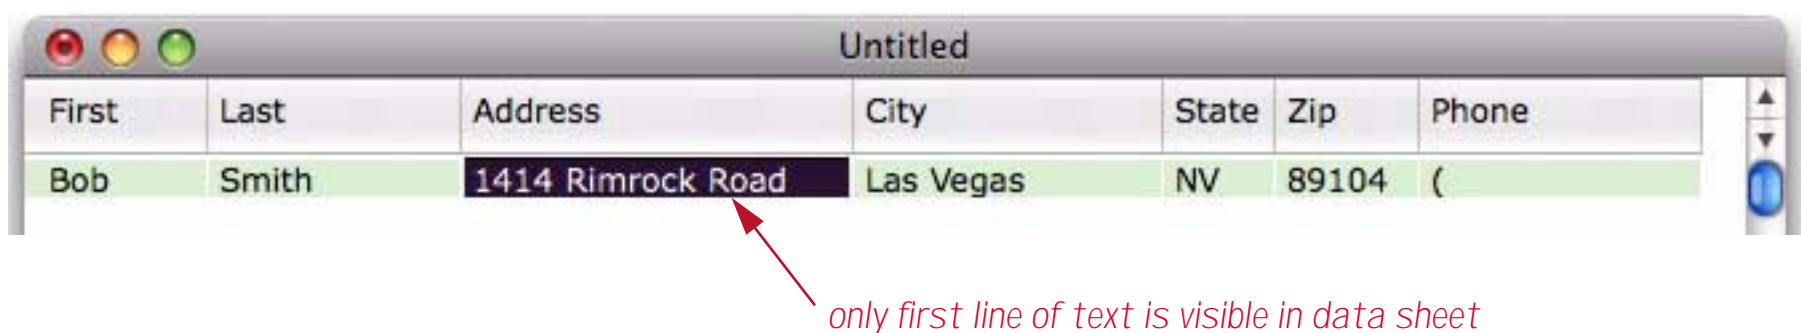 Untitled
First Last Address City State Zip Phone
Bob Smith 1414 Rimrock Road Las Vegas NV 89104 (
only first line of text is visible in data sheet